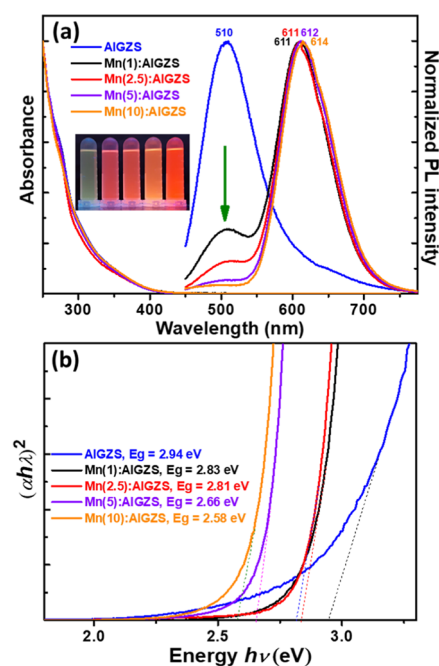 (a)
510
611 612
611 614
AIGZS
Mn(1):AIGZS
Mn(2.5):AIGZS
Mn(5):AIGZS
Mn(10):AIGZS
Absorbance
Normalized PL intensity
300 400 500 600 700
Wavelength (nm)
(b)
AIGZS, Eg = 2.94 eV
Mn(1):AIGZS, Eg = 2.83 eV
Mn(2.5):AIGZS, Eg = 2.81 eV
Mn(5):AIGZS, Eg = 2.66 eV
Mn(10):AIGZS, Eg = 2.58 eV
(αhλ)²
2.0 2.5 3.0
Energy hν (eV)